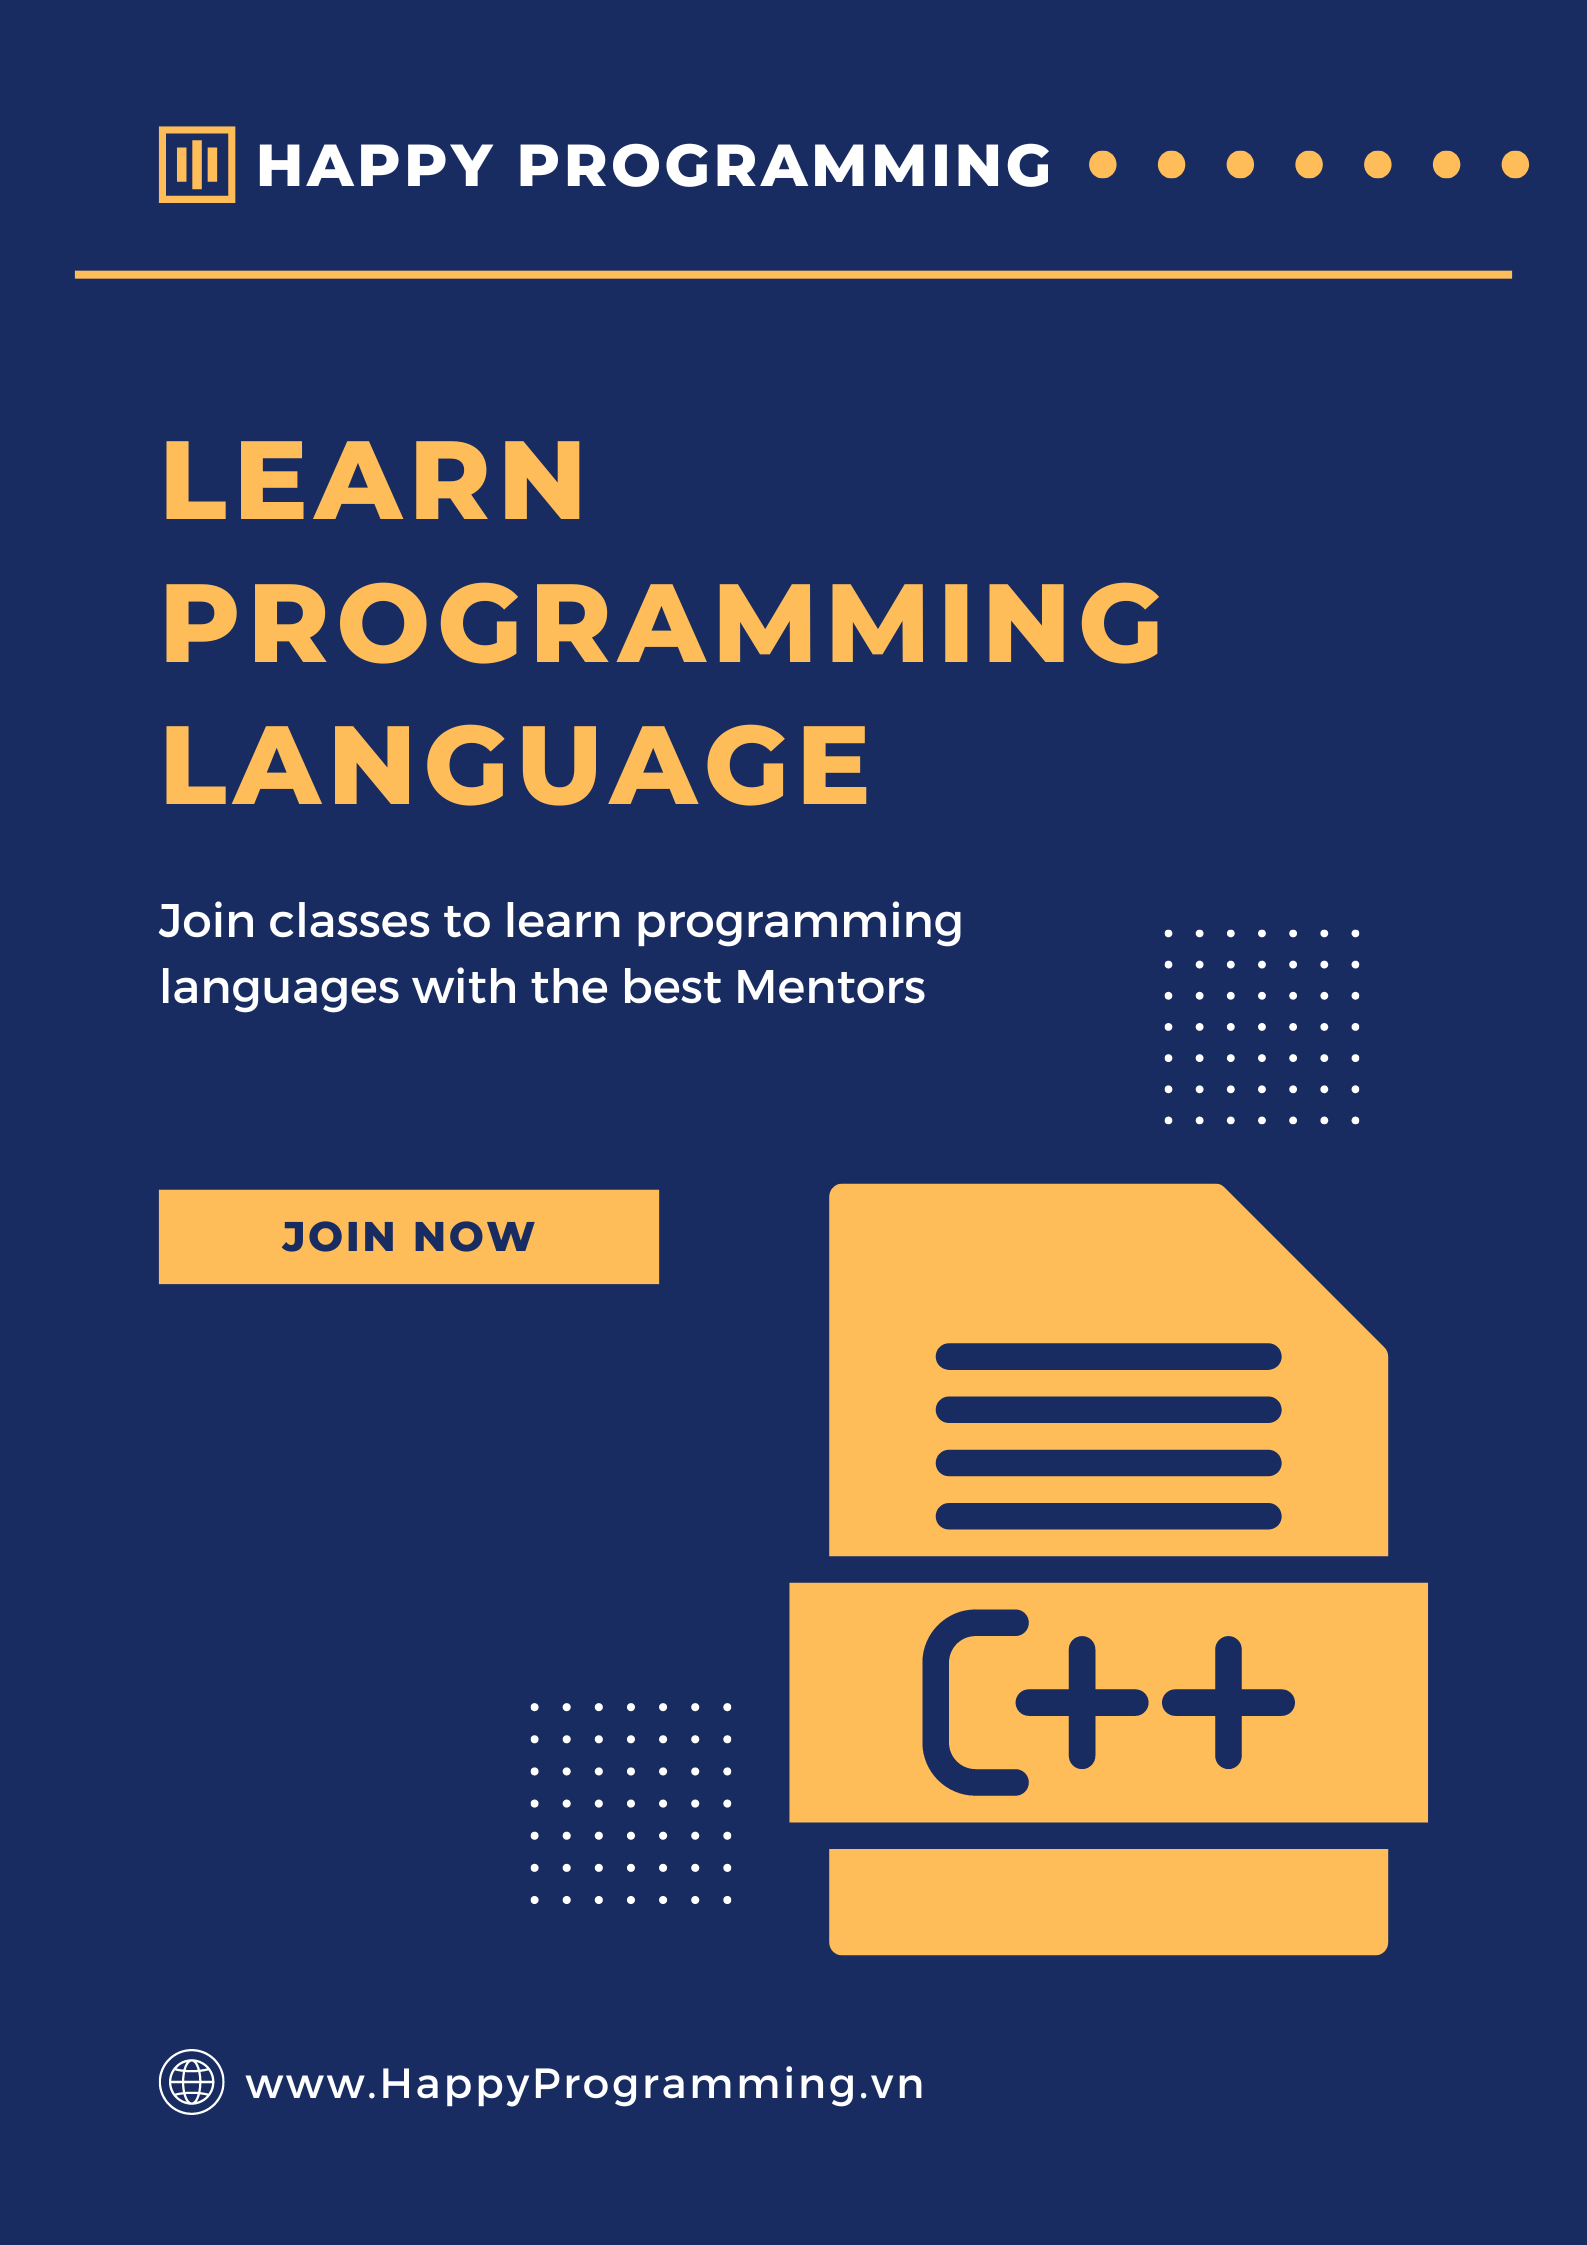 HAPPY PROGRAMMING
LEARN
PROGRAMMING
LANGUAGE
Join classes to learn programming
languages with the best Mentors
JOIN NOW
C++
www.HappyProgramming.vn